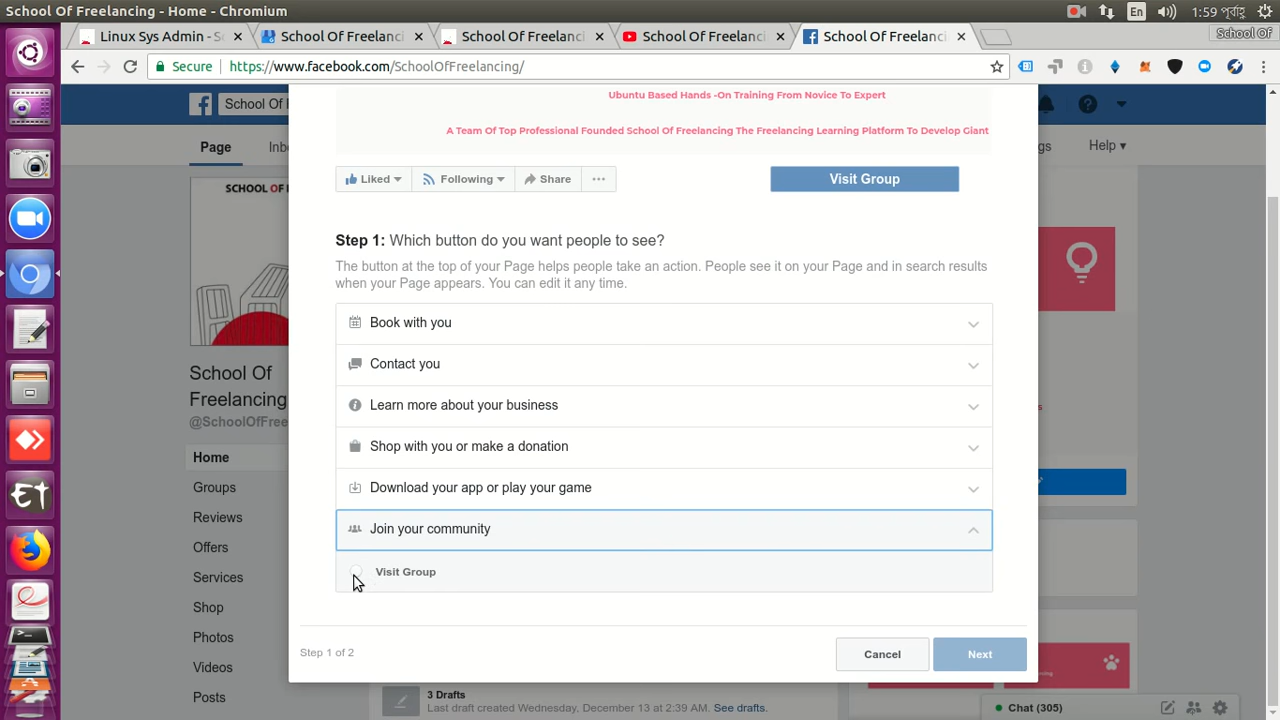 School Of Freelancing - Home - Chromium
En
1:59 পূর্বাহ্ণ
Linux Sys Admin - S
School Of Freelanci
School Of Freelanc
School Of Freelanc
School Of Freelanci
School Of
Secure
https://www.facebook.com/SchoolOfFreelancing/
Ubuntu Based Hands -On Training From Novice To Expert
School Of
A Team Of Top Professional Founded School Of Freelancing The Freelancing Learning Platform To Develop Giant
Page
Help
Liked
Following
Share
Visit Group
SCHOOL OF
Step 1: Which button do you want people to see?
The button at the top of your Page helps people take an action. People see it on your Page and in search results
when your Page appears. You can edit it any time.
Book with you
Contact you
School Of
Freelancing
Learn more about your business
@SchoolOfFree
Shop with you or make a donation
Home
Groups
Download your app or play your game
Reviews
Join your community
Offers
Visit Group
Services
Shop
Photos
Step 1 of 2
Cancel
Next
Videos
Posts
3 Drafts
Last draft created Wednesday, December 13 at 2:39 AM. See drafts.
Chat (305)